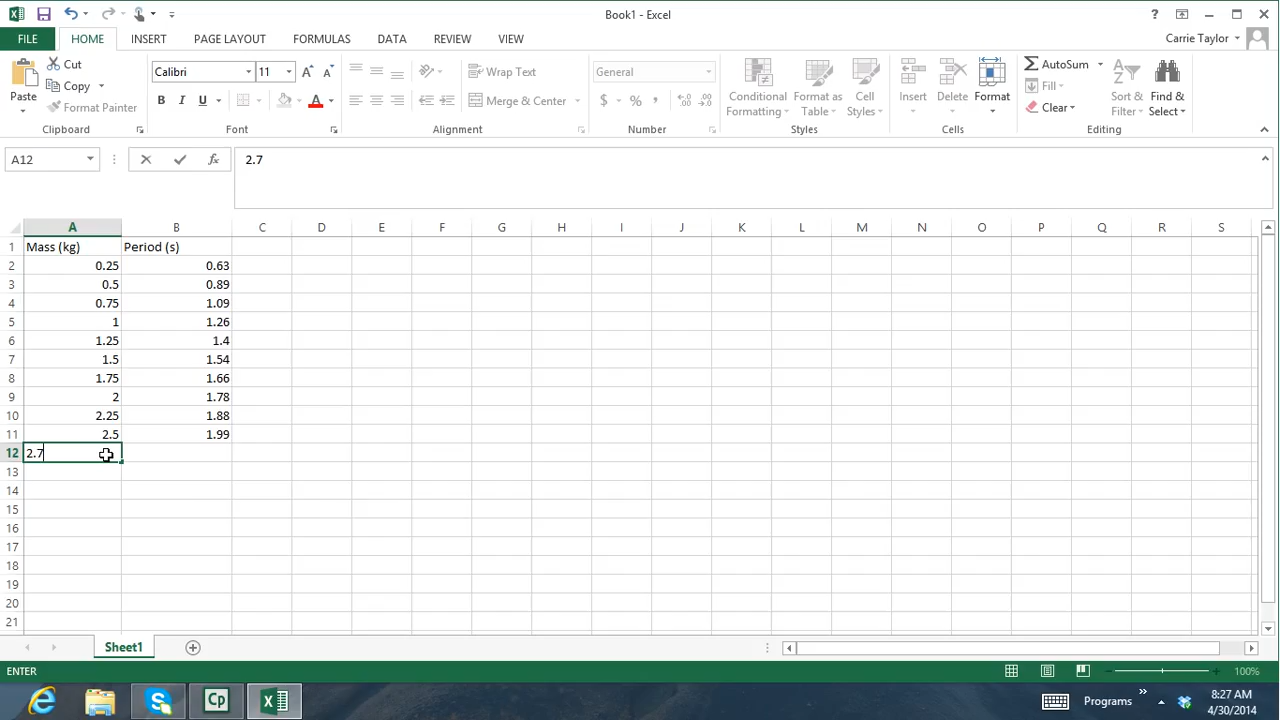 Book1 - Excel
?
FILE HOME INSERT PAGE LAYOUT FORMULAS DATA REVIEW VIEW Carrie Taylor
Paste
Cut
Copy
Format Painter
Calibri 11
B I U
Wrap Text
Merge & Center
General
$ % ,
Conditional Formatting
Format as Table
Cell Styles
Insert
Delete
Format
AutoSum
Fill
Clear
Sort & Filter
Find & Select
Clipboard Font Alignment Number Styles Cells Editing
A12 fx 2.7
A B C D E F G H I J K L M N O P Q R S
1 Mass (kg) Period (s)
2 0.25 0.63
3 0.5 0.89
4 0.75 1.09
5 1 1.26
6 1.25 1.4
7 1.5 1.54
8 1.75 1.66
9 2 1.78
10 2.25 1.88
11 2.5 1.99
12 2.7
13
14
15
16
17
18
19
20
21
Sheet1
ENTER 100%
Cp Programs 8:27 AM
4/30/2014